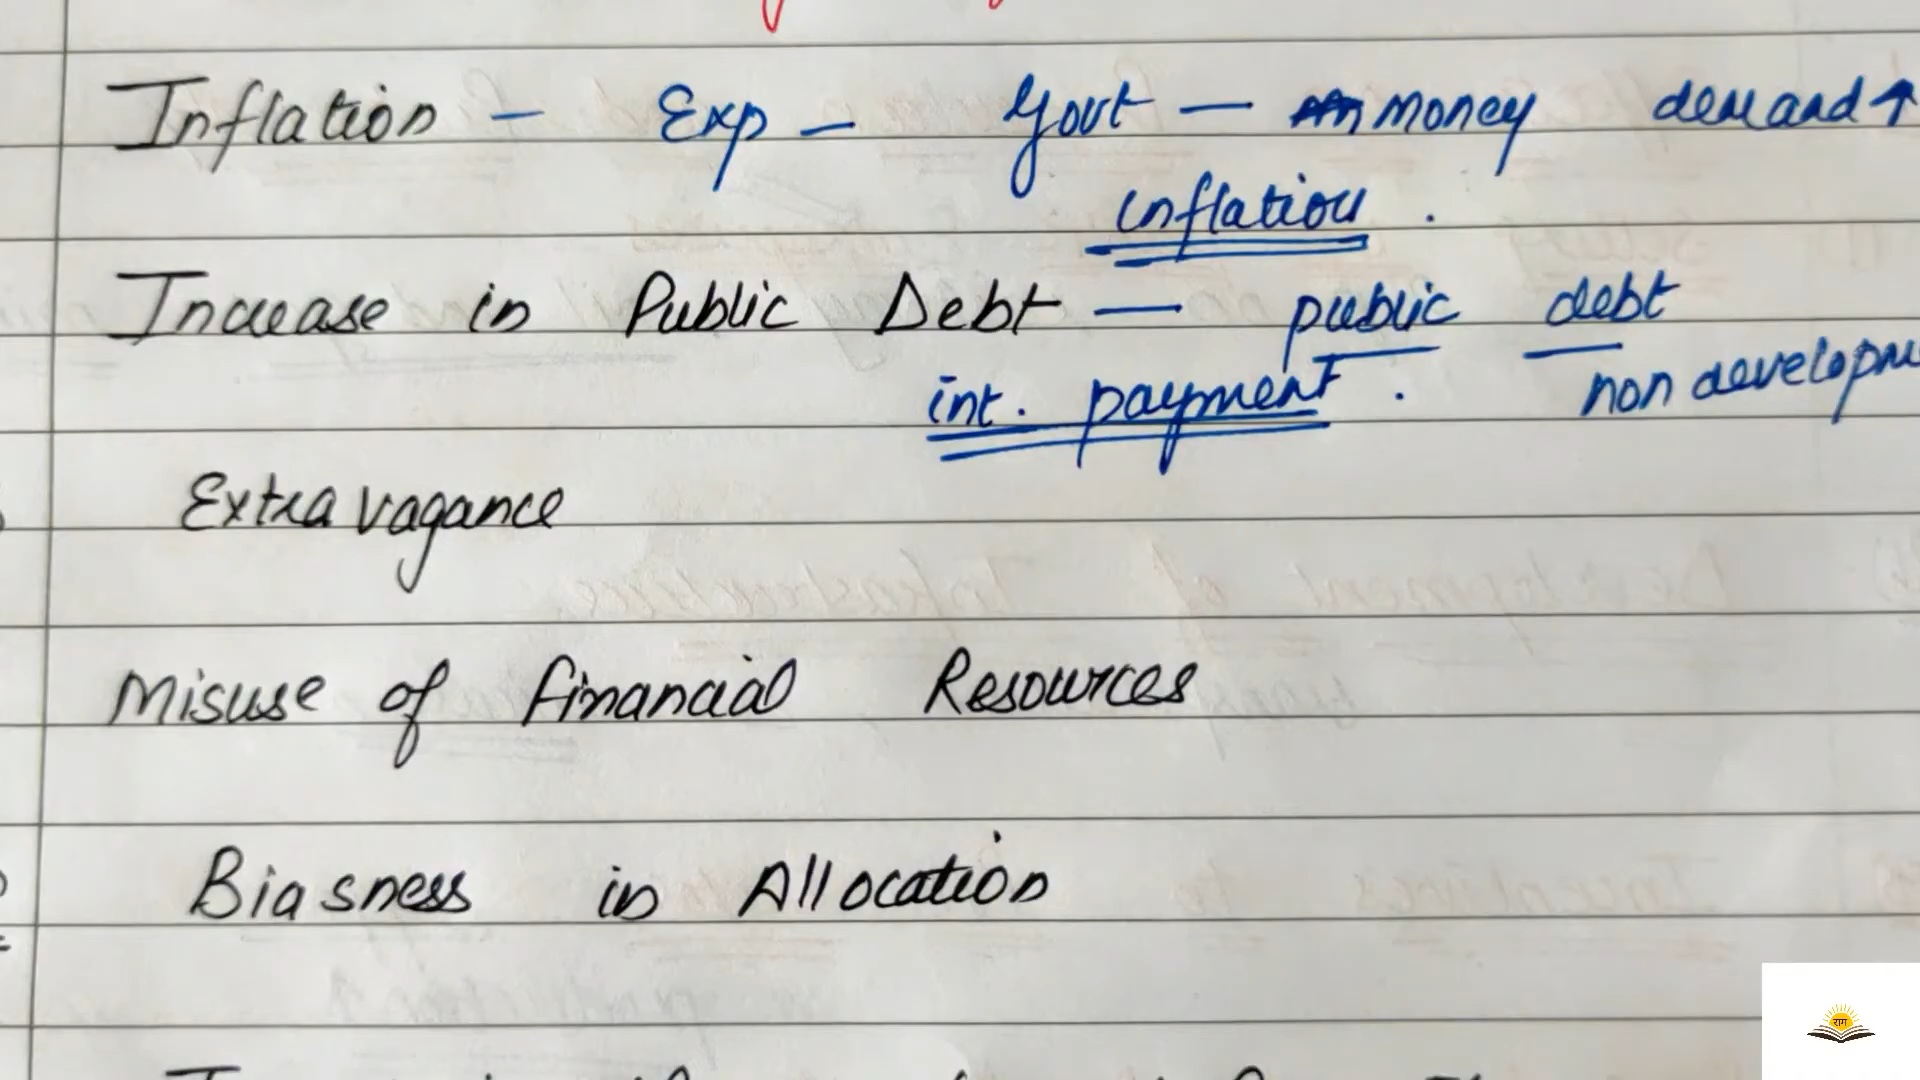 Inflation - Exp - Govt - money demand ↑
inflation .
Increase in Public Debt - public debt
int. payment . non
Extravagance
Misuse of Financial Resources
Biasness in Allocation
राम